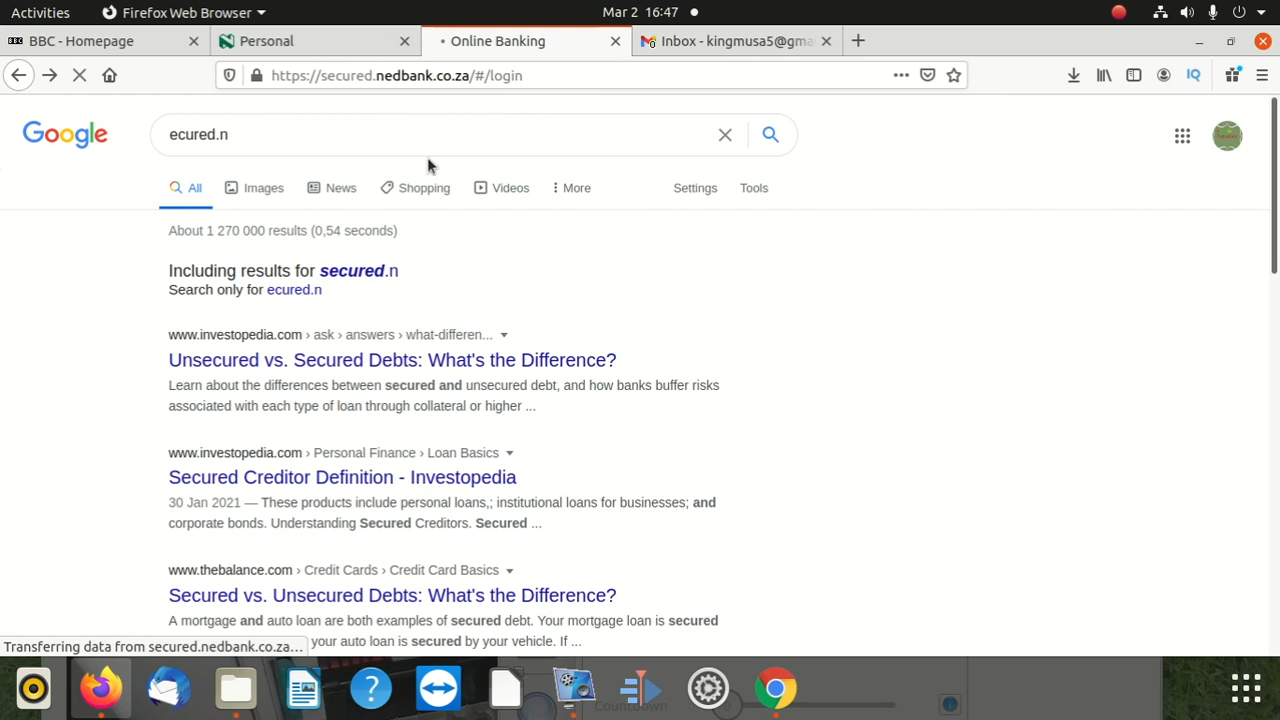 Activities
Firefox Web Browser
Mar 2 16:47
BBC - Homepage
Personal
Online Banking
Inbox - kingmusa5@gma
https://secured.nedbank.co.za/#/login
IQ
Google
ecured.n
All
Images
News
Shopping
Videos
More
Settings
Tools
About 1 270 000 results (0,54 seconds)
Including results for secured.n
Search only for ecured.n
www.investopedia.com › ask › answers › what-differen...
Unsecured vs. Secured Debts: What's the Difference?
Learn about the differences between secured and unsecured debt, and how banks buffer risks
associated with each type of loan through collateral or higher ...
www.investopedia.com › Personal Finance › Loan Basics
Secured Creditor Definition - Investopedia
30 Jan 2021 — These products include personal loans,; institutional loans for businesses; and
corporate bonds. Understanding Secured Creditors. Secured ...
www.thebalance.com › Credit Cards › Credit Card Basics
Secured vs. Unsecured Debts: What's the Difference?
A mortgage and auto loan are both examples of secured debt. Your mortgage loan is secured
your auto loan is secured by your vehicle. If ...
Transferring data from secured.nedbank.co.za...
Countdown